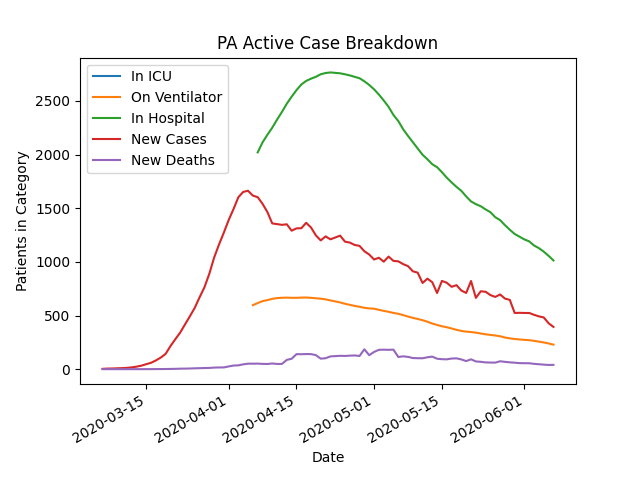 PA Active Case Breakdown
In ICU
On Ventilator
In Hospital
New Cases
New Deaths
Patients in Category
2500
2000
1500
1000
500
0
2020-03-15
2020-04-01
2020-04-15
2020-05-01
2020-05-15
2020-06-01
Date